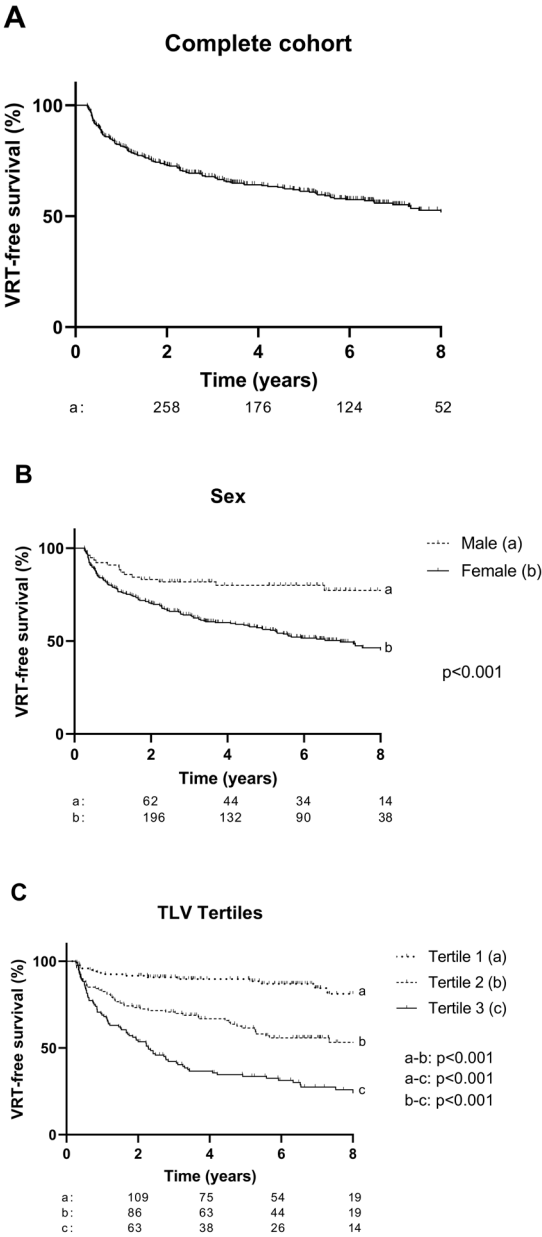 A
Complete cohort
VRT-free survival (%)
100
50
0
0 2 4 6 8
Time (years)
a: 258 176 124 52
B
Sex
VRT-free survival (%)
100
50
0
a
b
0 2 4 6 8
Time (years)
Male (a)
Female (b)
p<0.001
a: 62 44 34 14
b: 196 132 90 38
C
TLV Tertiles
VRT-free survival (%)
100
50
0
a
b
c
0 2 4 6 8
Time (years)
Tertile 1 (a)
Tertile 2 (b)
Tertile 3 (c)
a-b: p<0.001
a-c: p<0.001
b-c: p<0.001
a: 109 75 54 19
b: 86 63 44 19
c: 63 38 26 14